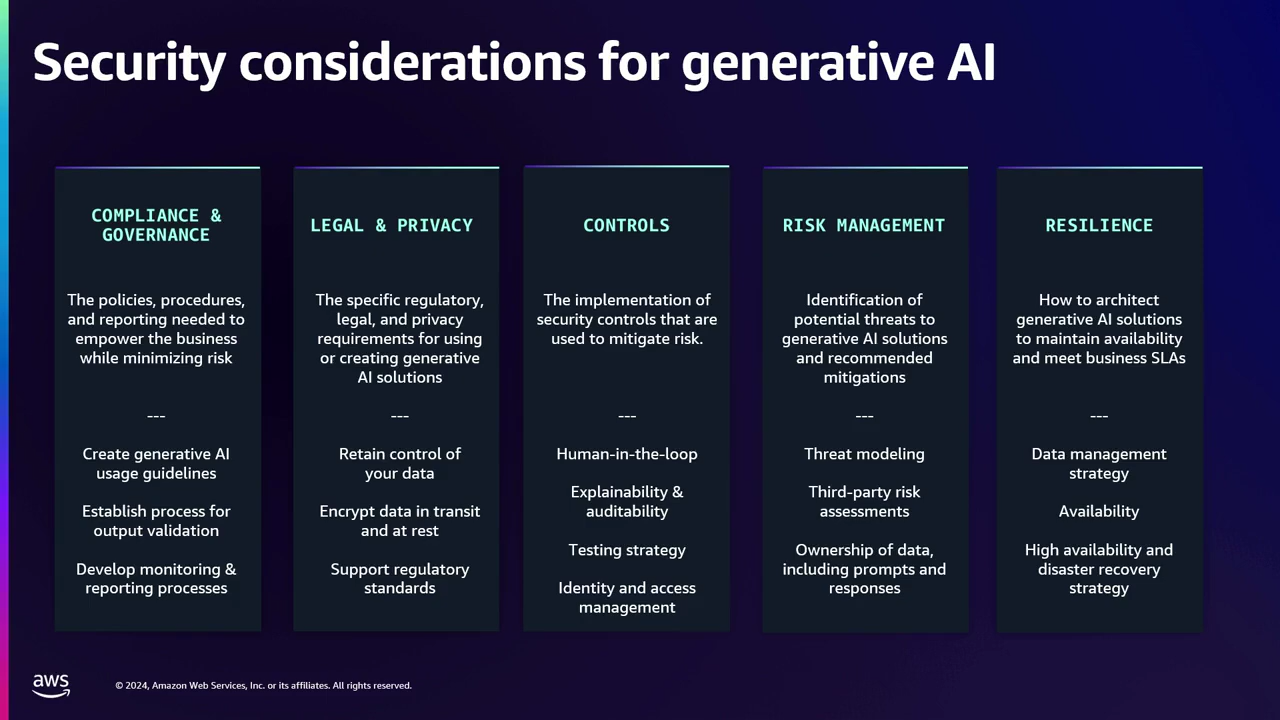 Security considerations for generative AI
COMPLIANCE &
GOVERNANCE
The policies, procedures,
and reporting needed to
empower the business
while minimizing risk
---
Create generative AI
usage guidelines
Establish process for
output validation
Develop monitoring &
reporting processes
LEGAL & PRIVACY
The specific regulatory,
legal, and privacy
requirements for using
or creating generative
AI solutions
---
Retain control of
your data
Encrypt data in transit
and at rest
Support regulatory
standards
CONTROLS
The implementation of
security controls that are
used to mitigate risk.
---
Human-in-the-loop
Explainability &
auditability
Testing strategy
Identity and access
management
RISK MANAGEMENT
Identification of
potential threats to
generative AI solutions
and recommended
mitigations
---
Threat modeling
Third-party risk
assessments
Ownership of data,
including prompts and
responses
RESILIENCE
How to architect
generative AI solutions
to maintain availability
and meet business SLAs
---
Data management
strategy
Availability
High availability and
disaster recovery
strategy
aws
© 2024, Amazon Web Services, Inc. or its affiliates. All rights reserved.